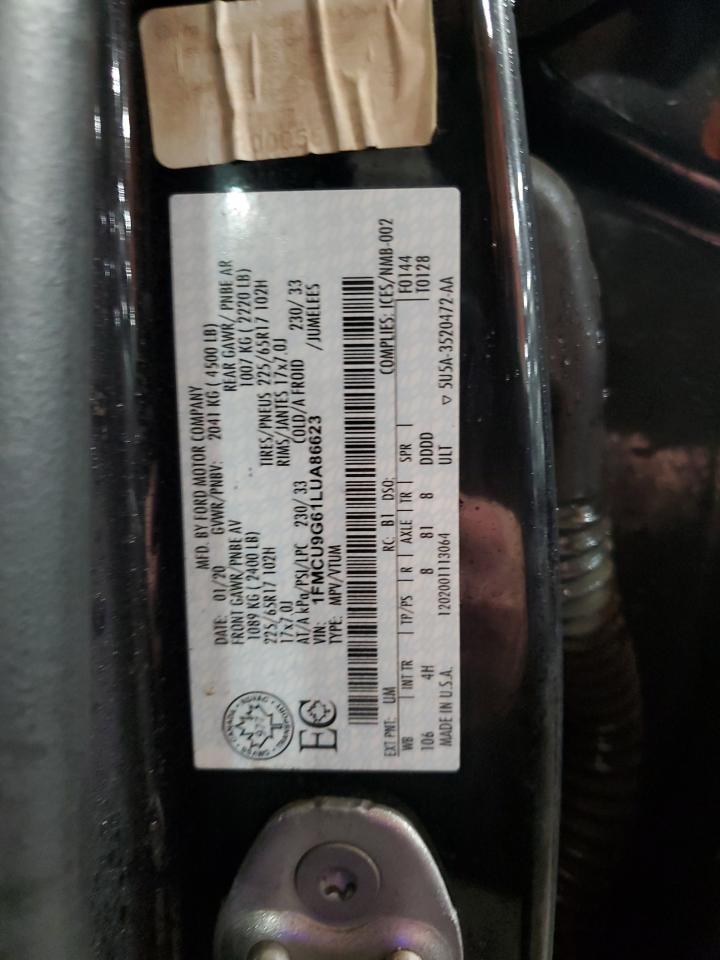 MFD. BY FORD MOTOR COMPANY
DATE: 01/20 GVWR/PNBV: 2041 KG ( 4500 LB)
FRONT GAWR/PNBE AV REAR GAWR/ PNBE AR
1089 KG ( 2400 LB) 1007 KG ( 2220 LB)
225/65R17 102H TIRES/PNEUS 225/65R17 102H
17x7.0J RIMS/JANTES 17x7.0J
AT/A kPa/PSI/LPC 230/ 33 COLD/A FROID 230/ 33
VIN: 1FMCU9G61LUA86623 /JUMELEES
TYPE: MPV/VTUM
EC
COMPLIES: ICES/NMB-002
EXT PNT: UM RC: B1 DSO: F0144
WB INT TR TP/PS R AXLE TR SPR T0128
106 4H 8 81 8 DDDD
MADE IN U.S.A. 1202001113064 ULT ▽ 5U5A-3520472-AA